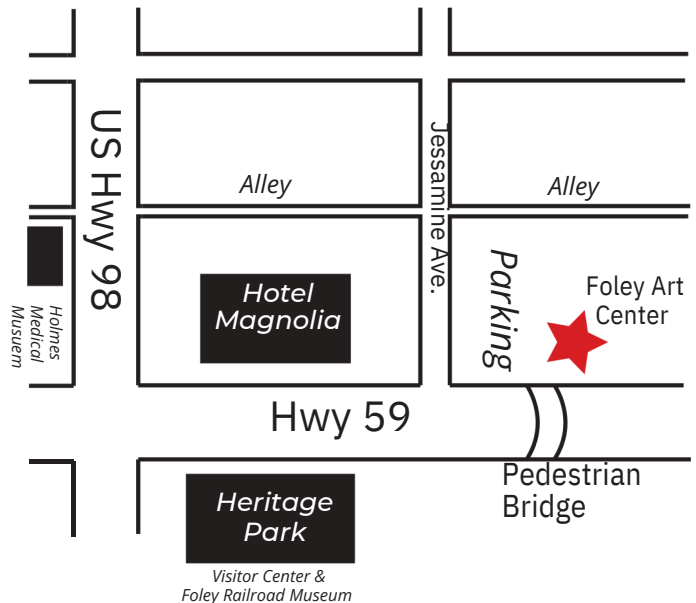 US Hwy 98
Jessamine Ave.
Alley
Alley
Holmes
Medical
Musuem
Hotel
Magnolia
Parking
Foley Art
Center
Hwy 59
Pedestrian
Bridge
Heritage
Park
Visitor Center &
Foley Railroad Museum